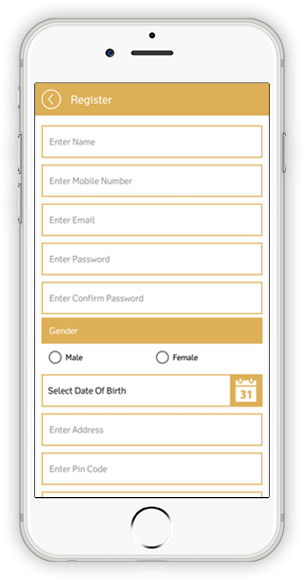 Register
Enter Name
Enter Mobile Number
Enter Email
Enter Password
Enter Confirm Password
Gender
Male Female
Select Date Of Birth 31
Enter Address
Enter Pin Code